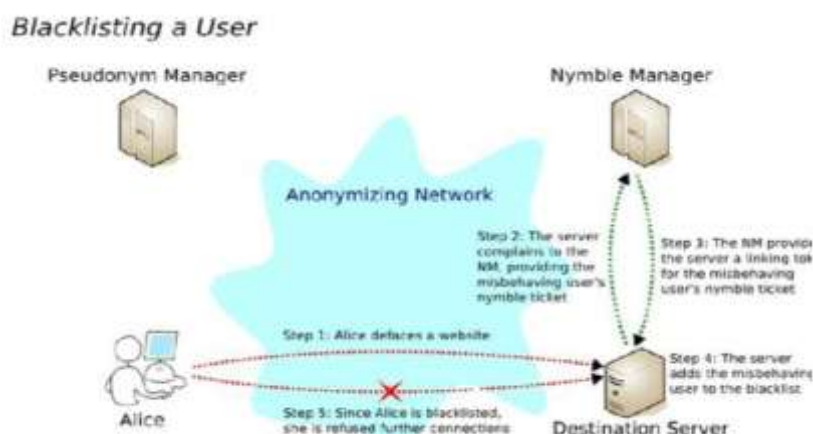 Blacklisting a User
Pseudonym Manager
Nymble Manager
Anonymizing Network
Step 2: The server
complains to the
NM, providing the
misbehaving user's
nymble ticket
Step 3: The NM provid
the server a linking tok
for the misbehaving
user's nymble ticket
Step 1: Alice defaces a website
Step 4: The server
adds the misbehaving
user to the blacklist
Alice
Step 5: Since Alice is blacklisted,
she is refused further connections
Destination Server